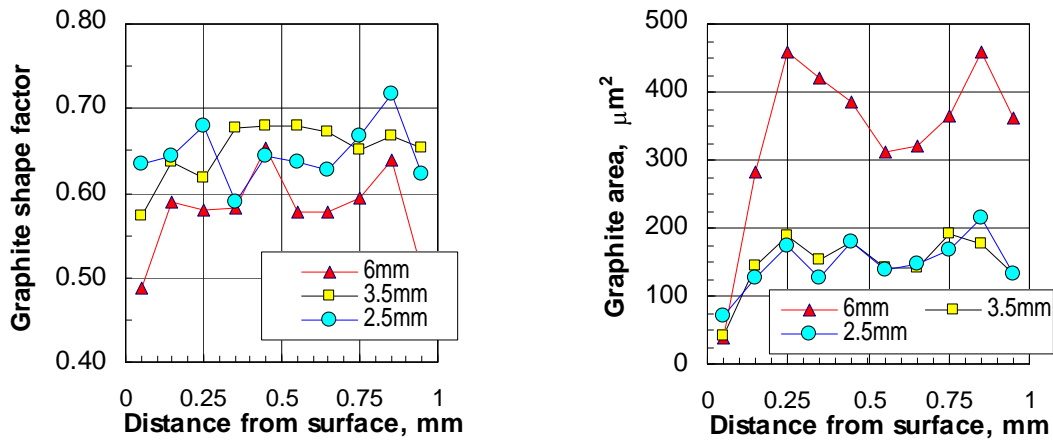 0.80
0.70
0.60
0.50
0.40
Graphite shape factor
6mm
3.5mm
2.5mm
0 0.25 0.5 0.75 1
Distance from surface, mm
500
400
300
200
100
0
Graphite area, μm²
6mm 3.5mm
2.5mm
0 0.25 0.5 0.75 1
Distance from surface, mm